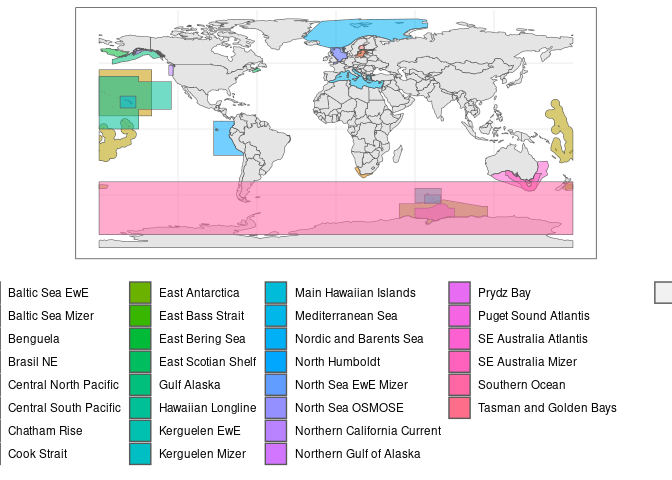 Baltic Sea EwE
Baltic Sea Mizer
Benguela
Brasil NE
Central North Pacific
Central South Pacific
Chatham Rise
Cook Strait
East Antarctica
East Bass Strait
East Bering Sea
East Scotian Shelf
Gulf Alaska
Hawaiian Longline
Kerguelen EwE
Kerguelen Mizer
Main Hawaiian Islands
Mediterranean Sea
Nordic and Barents Sea
North Humboldt
North Sea EwE Mizer
North Sea OSMOSE
Northern California Current
Northern Gulf of Alaska
Prydz Bay
Puget Sound Atlantis
SE Australia Atlantis
SE Australia Mizer
Southern Ocean
Tasman and Golden Bays